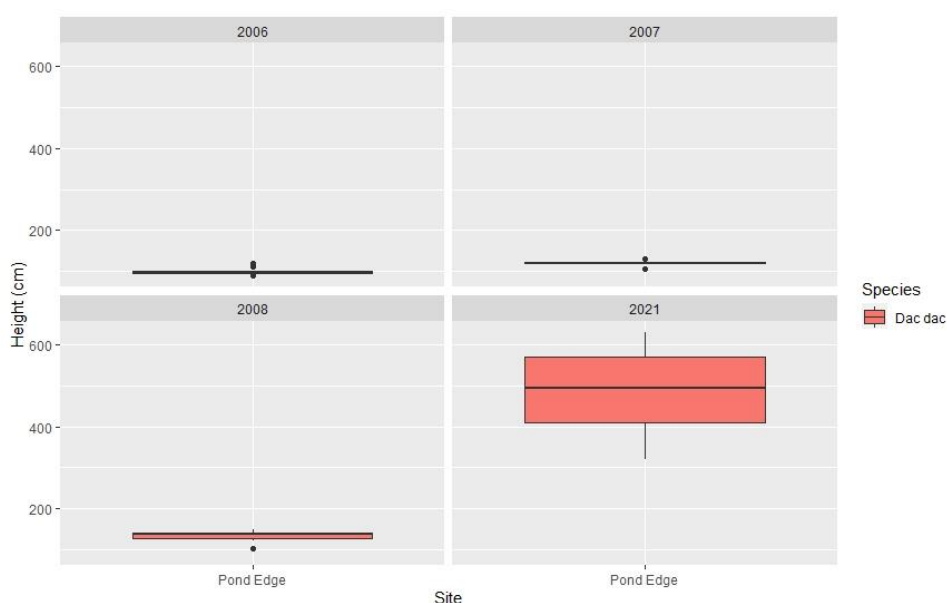 2006
2007
600
400
200
2008
2021
600
400
200
Height (cm)
Pond Edge
Pond Edge
Site
Species
Dac dac